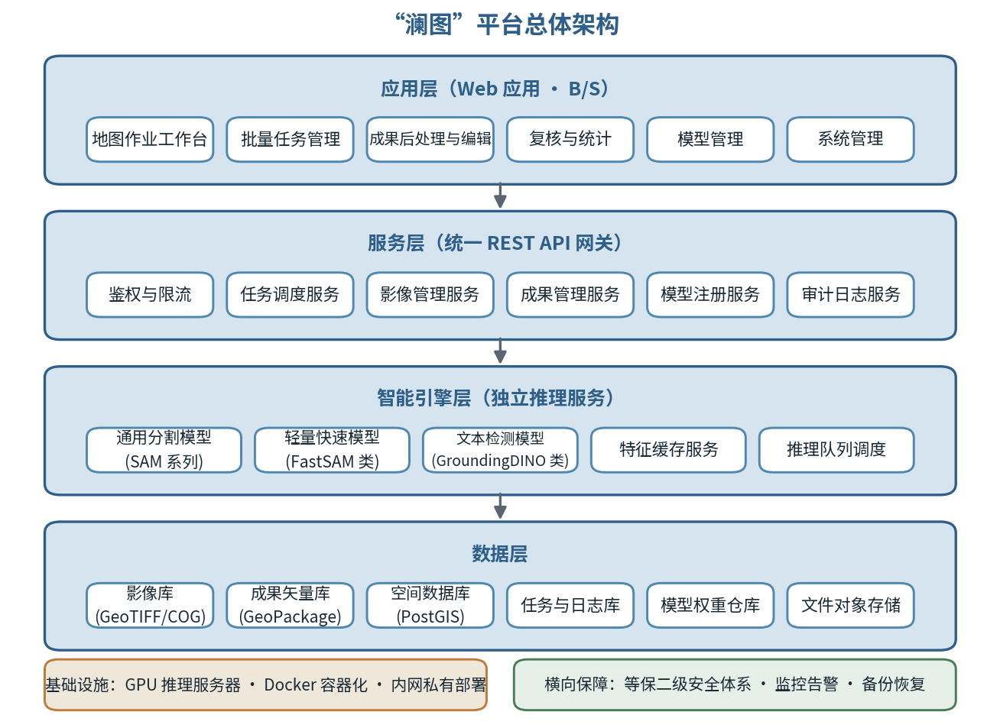 “澜图”平台总体架构
应用层（Web 应用 · B/S）
地图作业工作台
批量任务管理
成果后处理与编辑
复核与统计
模型管理
系统管理
服务层（统一 REST API 网关）
鉴权与限流
任务调度服务
影像管理服务
成果管理服务
模型注册服务
审计日志服务
智能引擎层（独立推理服务）
通用分割模型
(SAM 系列)
轻量快速模型
(FastSAM 类)
文本检测模型
(GroundingDINO 类)
特征缓存服务
推理队列调度
数据层
影像库
(GeoTIFF/COG)
成果矢量库
(GeoPackage)
空间数据库
(PostGIS)
任务与日志库
模型权重仓库
文件对象存储
基础设施：GPU 推理服务器 · Docker 容器化 · 内网私有部署
横向保障：等保二级安全体系 · 监控告警 · 备份恢复